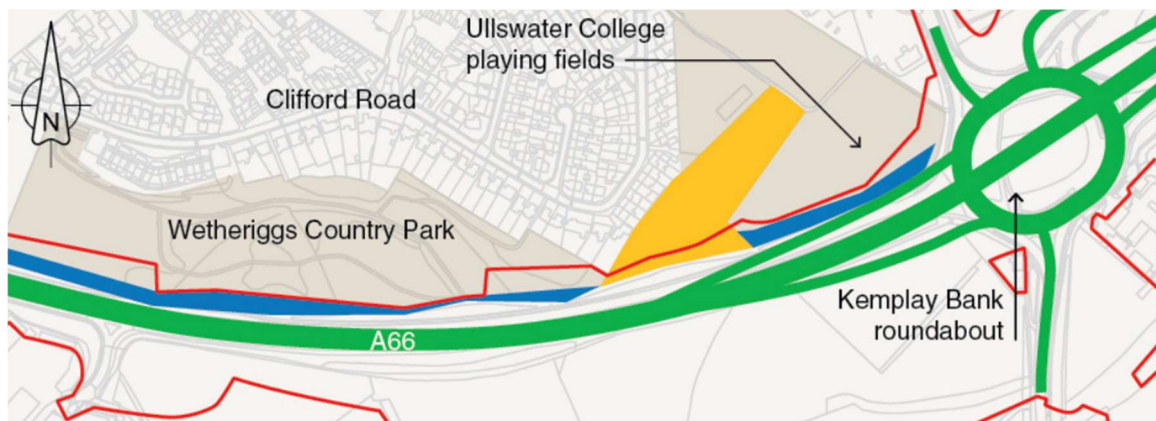 Ullswater College
playing fields
Clifford Road
N
Wetheriggs Country Park
Kemplay Bank
roundabout
A66